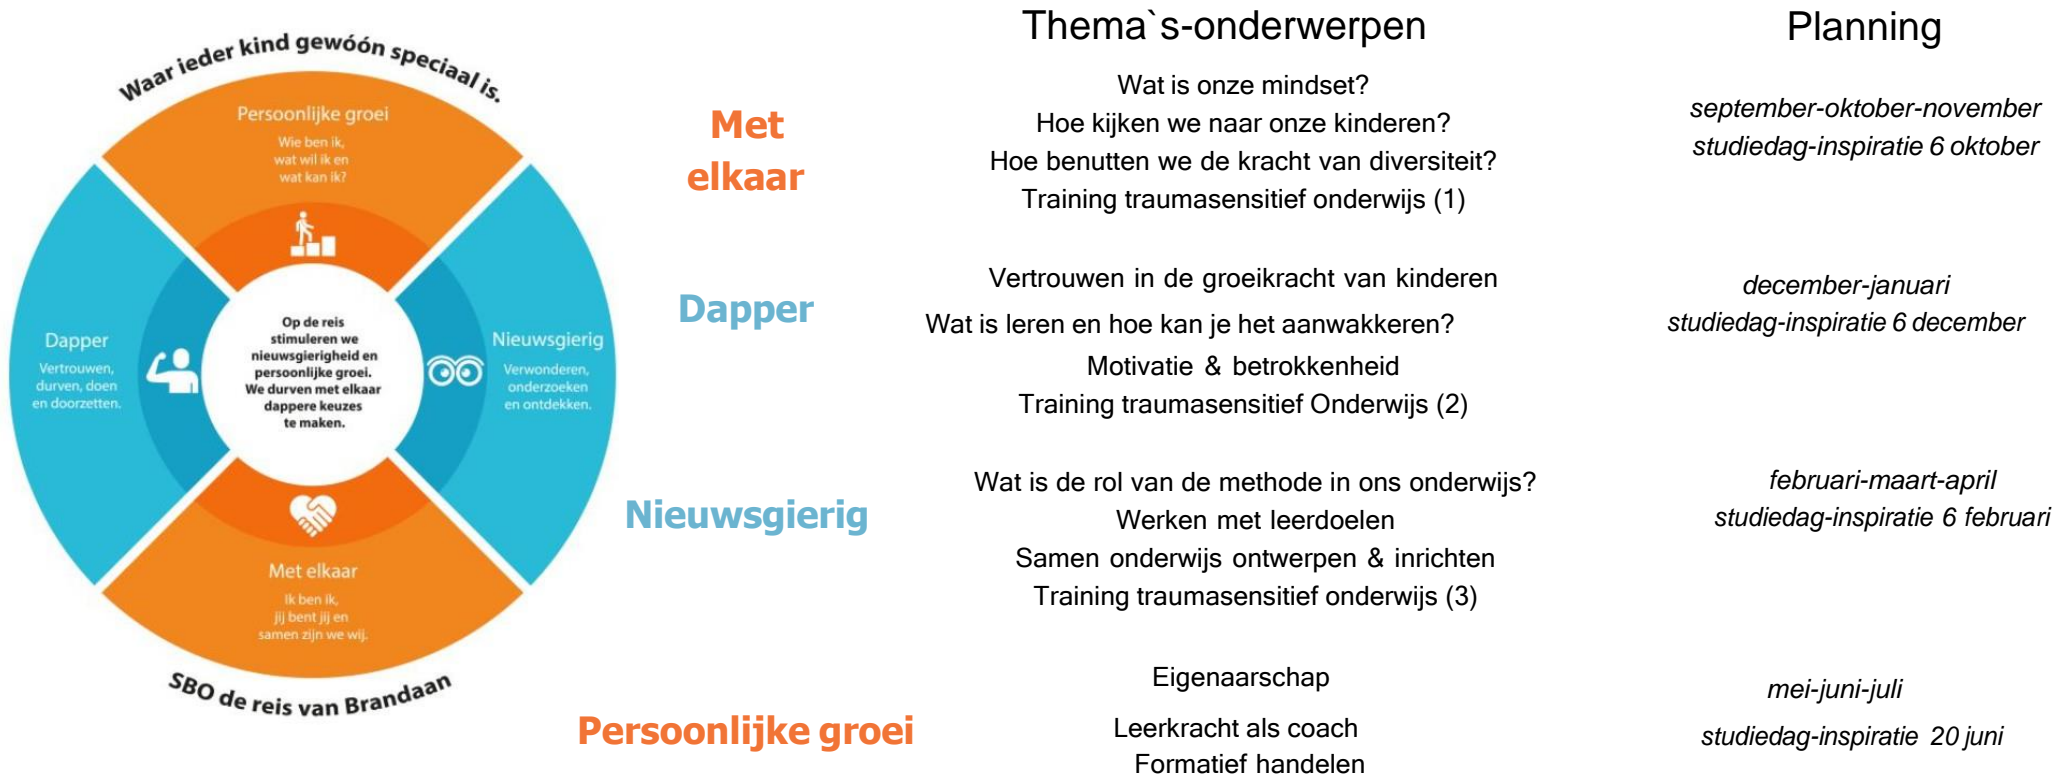 Waar ieder kind gewóón speciaal is.
Persoonlijke groei
Wie ben ik,
wat wil ik en
wat kan ik?
Dapper
Vertrouwen,
durven, doen
en doorzetten.
Op de reis
stimuleren we
nieuwsgierigheid en
persoonlijke groei.
We durven met elkaar
dappere keuzes
te maken.
Nieuwsgierig
Verwonderen,
onderzoeken
en ontdekken.
Met elkaar
Ik ben ik,
jij bent jij en
samen zijn we wij.
SBO de reis van Brandaan
Thema`s-onderwerpen
Planning
Met
elkaar
Wat is onze mindset?
Hoe kijken we naar onze kinderen?
Hoe benutten we de kracht van diversiteit?
Training traumasensitief onderwijs (1)
september-oktober-november
studiedag-inspiratie 6 oktober
Dapper
Vertrouwen in de groeikracht van kinderen
Wat is leren en hoe kan je het aanwakkeren?
Motivatie & betrokkenheid
Training traumasensitief Onderwijs (2)
december-januari
studiedag-inspiratie 6 december
Nieuwsgierig
Wat is de rol van de methode in ons onderwijs?
Werken met leerdoelen
Samen onderwijs ontwerpen & inrichten
Training traumasensitief onderwijs (3)
februari-maart-april
studiedag-inspiratie 6 februari
Persoonlijke groei
Eigenaarschap
Leerkracht als coach
Formatief handelen
mei-juni-juli
studiedag-inspiratie 20 juni